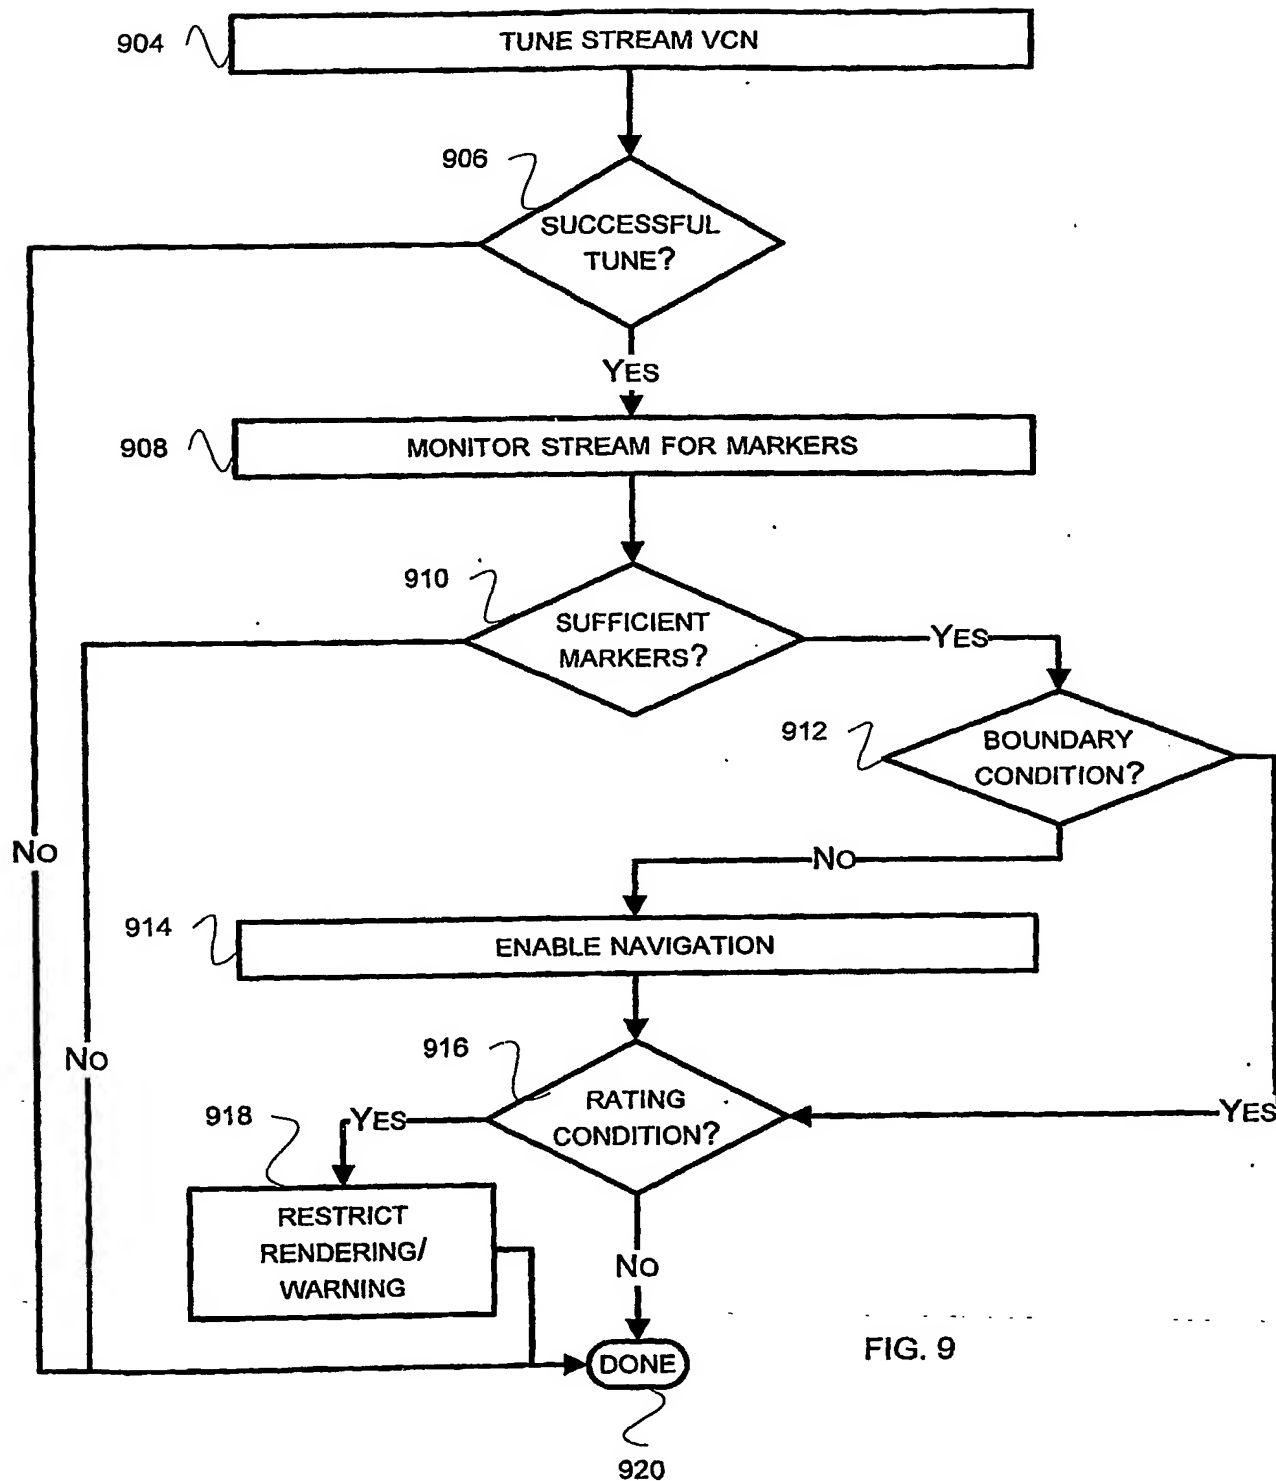 904
TUNE STREAM VCN
906
SUCCESSFUL
TUNE?
YES
908
MONITOR STREAM FOR MARKERS
910
SUFFICIENT
MARKERS?
YES
912
BOUNDARY
CONDITION?
NO
NO
914
ENABLE NAVIGATION
916
NO
RATING
CONDITION?
YES
YES
918
RESTRICT
RENDERING/
WARNING
NO
DONE
FIG. 9
920